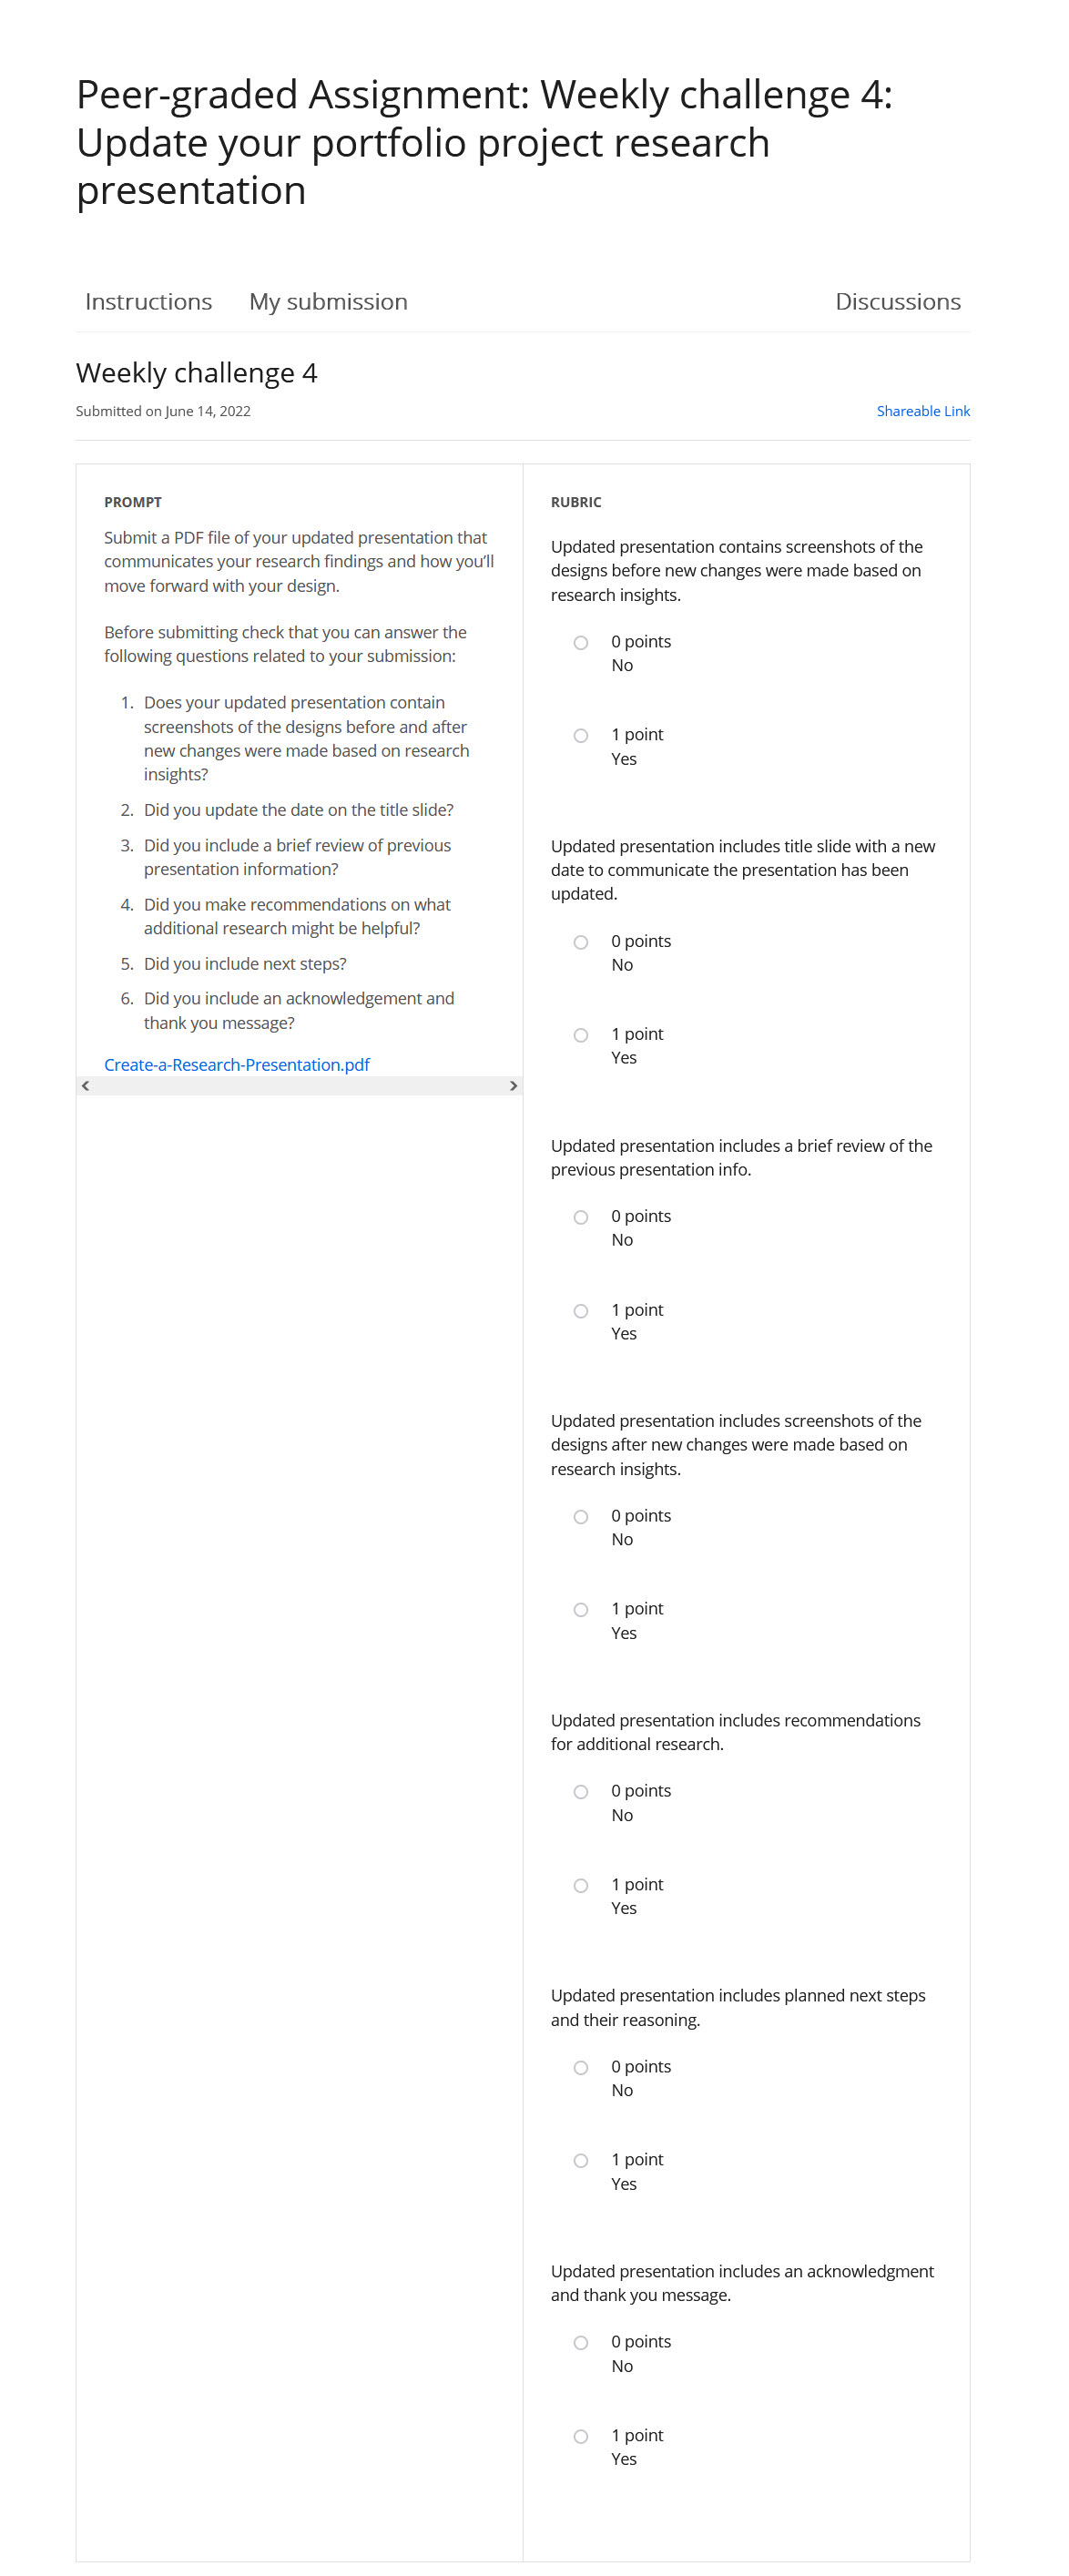 Peer-graded Assignment: Weekly challenge 4:
Update your portfolio project research
presentation
Instructions
My submission
Discussions
Weekly challenge 4
Submitted on June 14, 2022
Shareable Link
PROMPT
Submit a PDF file of your updated presentation that
communicates your research findings and how you'll
move forward with your design.
Before submitting check that you can answer the
following questions related to your submission:
1. Does your updated presentation contain
screenshots of the designs before and after
new changes were made based on research
insights?
2. Did you update the date on the title slide?
3. Did you include a brief review of previous
presentation information?
4. Did you make recommendations on what
additional research might be helpful?
5. Did you include next steps?
6. Did you include an acknowledgement and
thank you message?
Create-a-Research-Presentation.pdf
RUBRIC
Updated presentation contains screenshots of the
designs before new changes were made based on
research insights.
0 points
No
1 point
Yes
Updated presentation includes title slide with a new
date to communicate the presentation has been
updated.
0 points
No
1 point
Yes
Updated presentation includes a brief review of the
previous presentation info.
0 points
No
1 point
Yes
Updated presentation includes screenshots of the
designs after new changes were made based on
research insights.
0 points
No
1 point
Yes
Updated presentation includes recommendations
for additional research.
0 points
No
1 point
Yes
Updated presentation includes planned next steps
and their reasoning.
0 points
No
1 point
Yes
Updated presentation includes an acknowledgment
and thank you message.
0 points
No
1 point
Yes